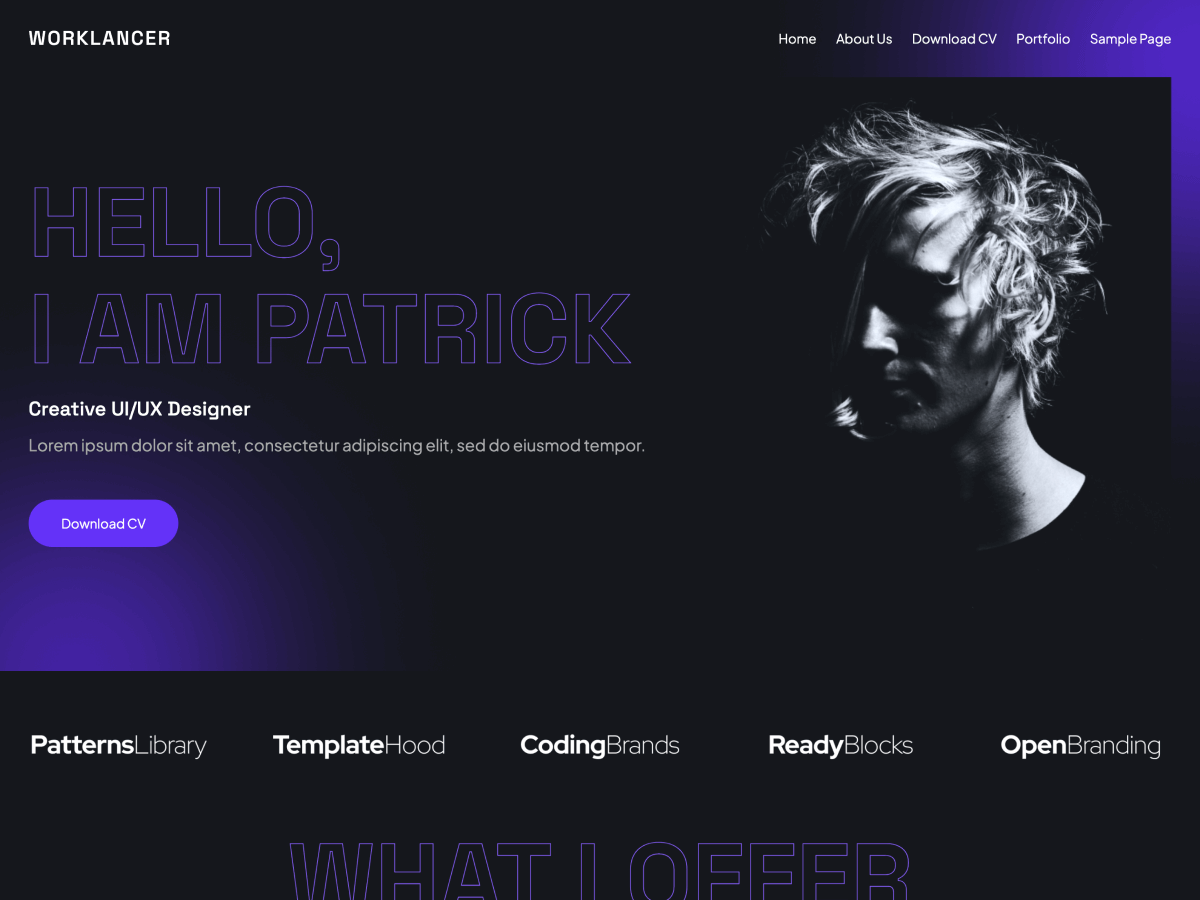 WORKLANCER
Home About Us Download CV Portfolio Sample Page
HELLO,
I AM PATRICK
Creative UI/UX Designer
Lorem ipsum dolor sit amet, consectetur adipiscing elit, sed do eiusmod tempor.
Download CV
PatternsLibrary TemplateHood CodingBrands ReadyBlocks OpenBranding
WHAT I OFFER